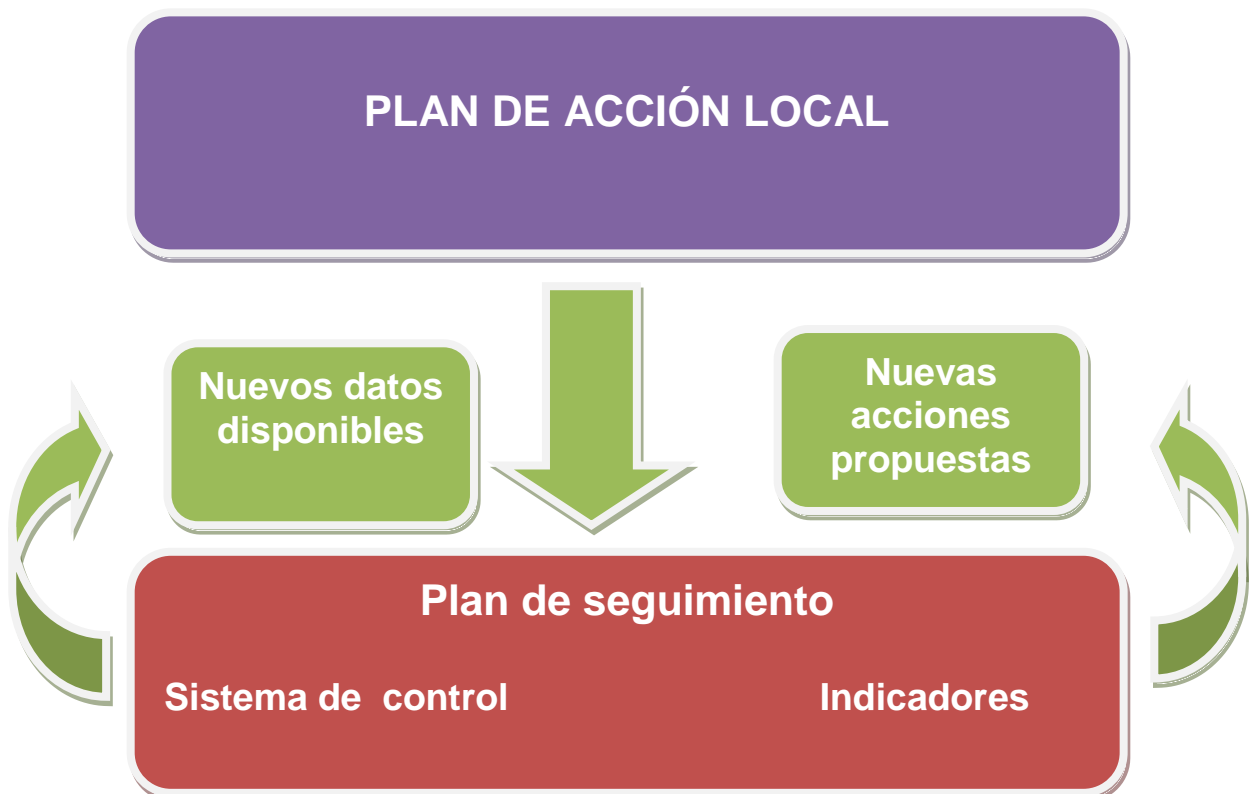 PLAN DE ACCIÓN LOCAL
Nuevos datos
disponibles
Nuevas
acciones
propuestas
Plan de seguimiento
Sistema de  control
Indicadores